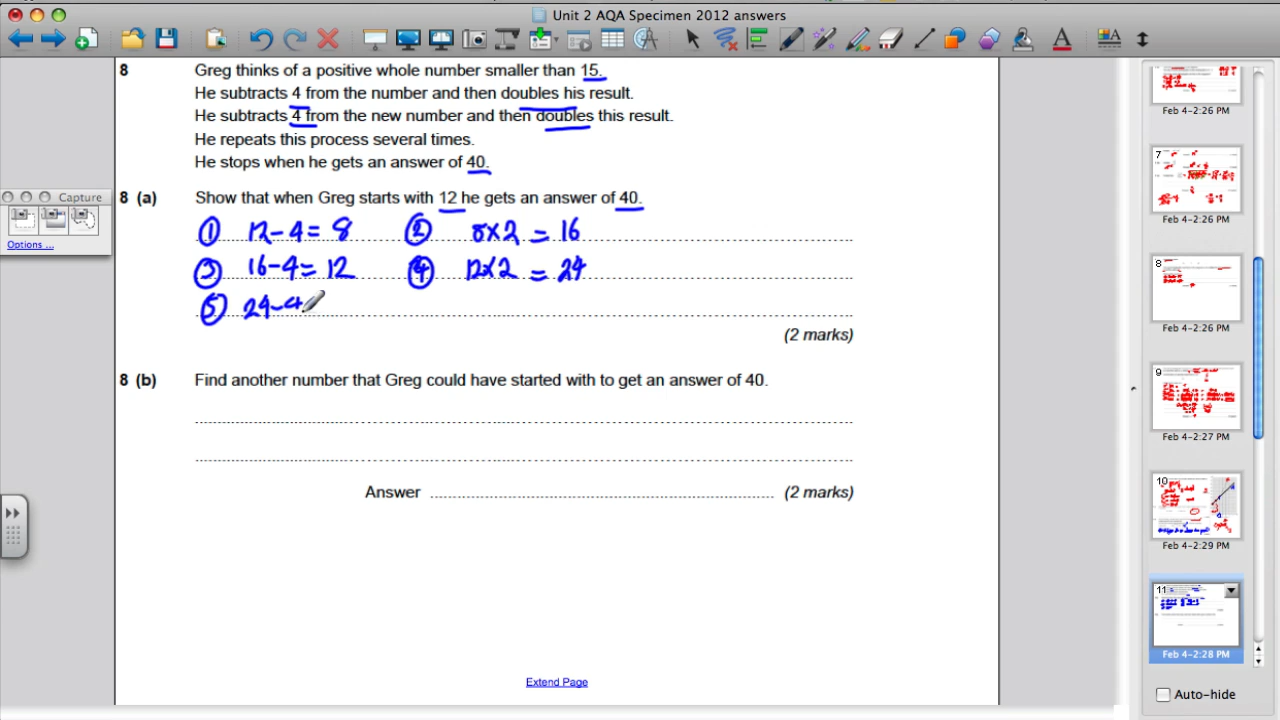 Unit 2 AQA Specimen 2012 answers
8 Greg thinks of a positive whole number smaller than 15.
He subtracts 4 from the number and then doubles his result.
He subtracts 4 from the new number and then doubles this result.
He repeats this process several times.
He stops when he gets an answer of 40.
8 (a) Show that when Greg starts with 12 he gets an answer of 40.
① 12-4= 8 ② 8×2 = 16
③ 16-4= 12 ④ 12×2 = 24
⑤ 24-4
(2 marks)
8 (b) Find another number that Greg could have started with to get an answer of 40.
Answer (2 marks)
Extend Page
Capture
Options ...
Feb 4-2:26 PM
7
Feb 4-2:26 PM
8
Feb 4-2:26 PM
9
Feb 4-2:27 PM
10
Feb 4-2:29 PM
11
Feb 4-2:28 PM
Auto-hide